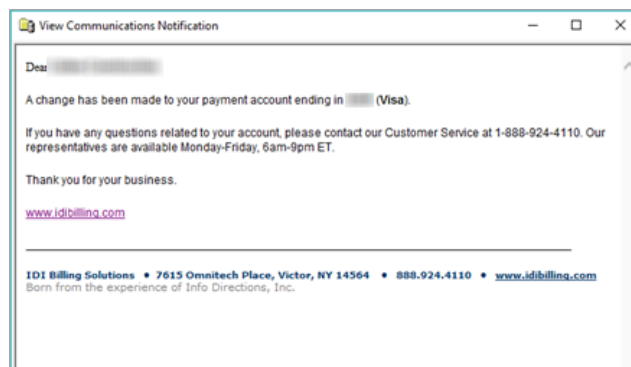 View Communications Notification
Dear
A change has been made to your payment account ending in (Visa).
If you have any questions related to your account, please contact our Customer Service at 1-888-924-4110. Our
representatives are available Monday-Friday, 6am-9pm ET.
Thank you for your business.
www.idibilling.com
IDI Billing Solutions • 7615 Omnitech Place, Victor, NY 14564 • 888.924.4110 • www.idibilling.com
Born from the experience of Info Directions, Inc.